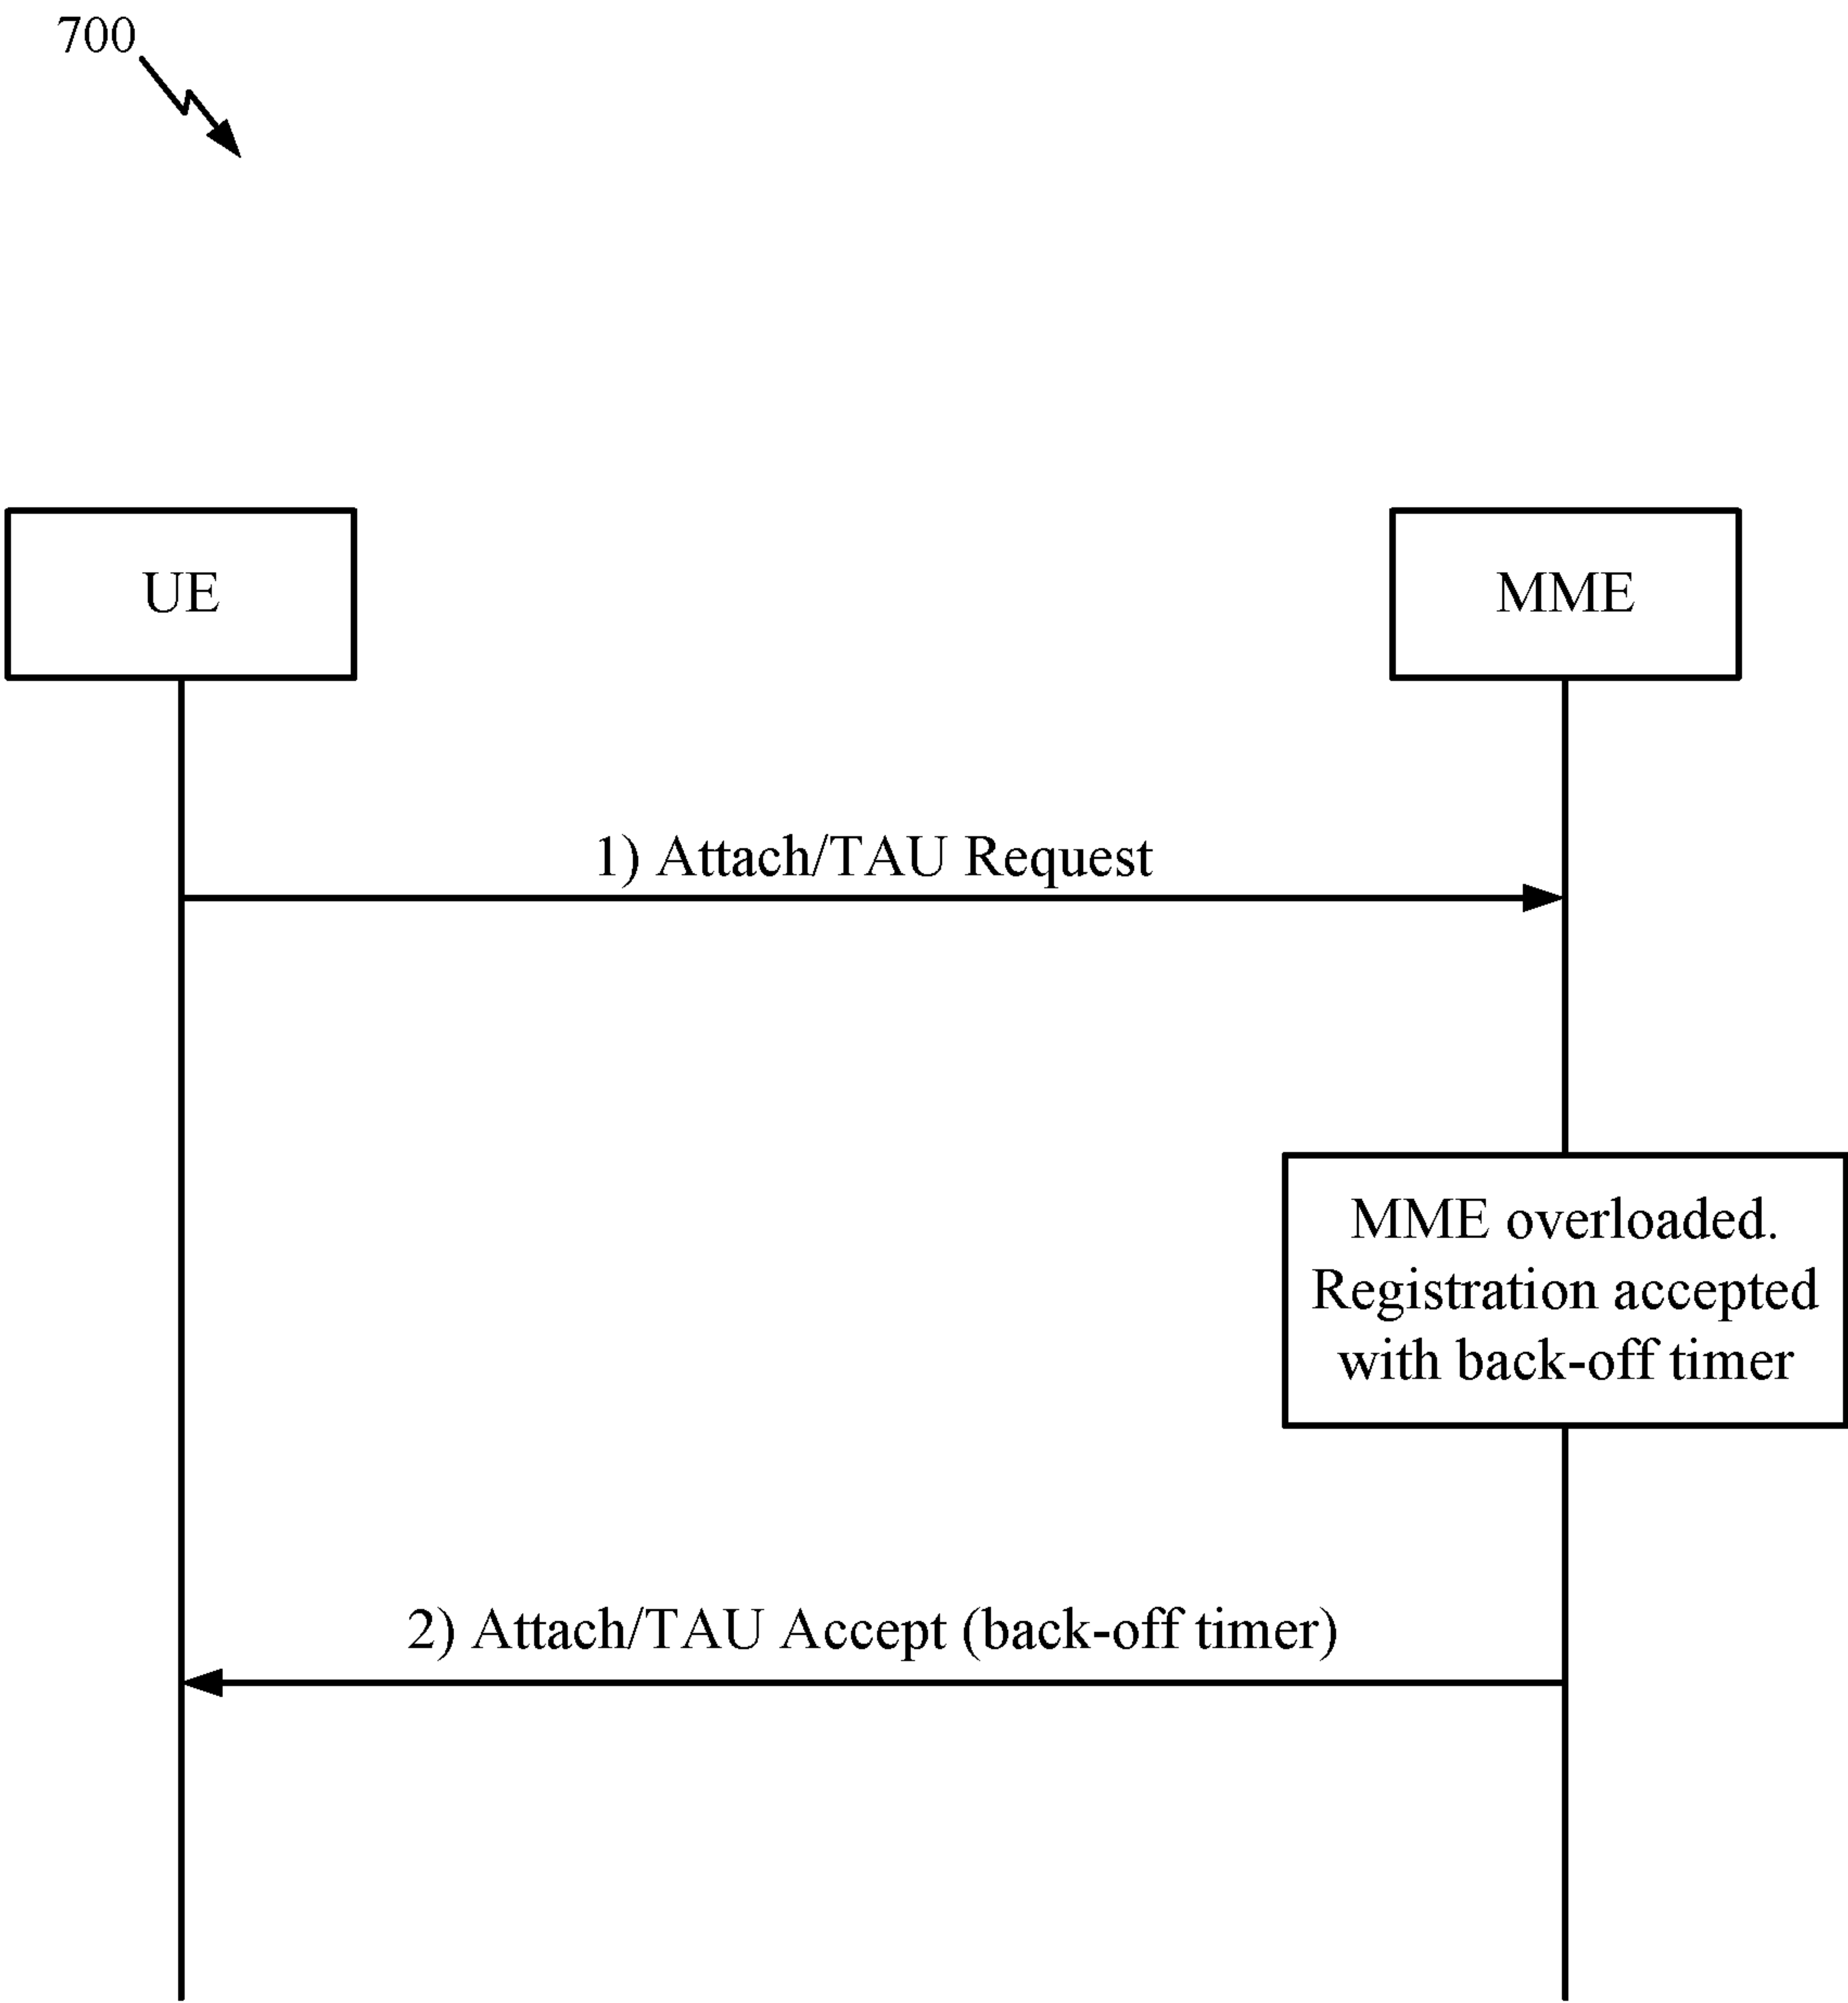 700
UE
MME
1) Attach/TAU Request
MME overloaded.
Registration accepted
with back-off timer
2) Attach/TAU Accept (back-off timer)